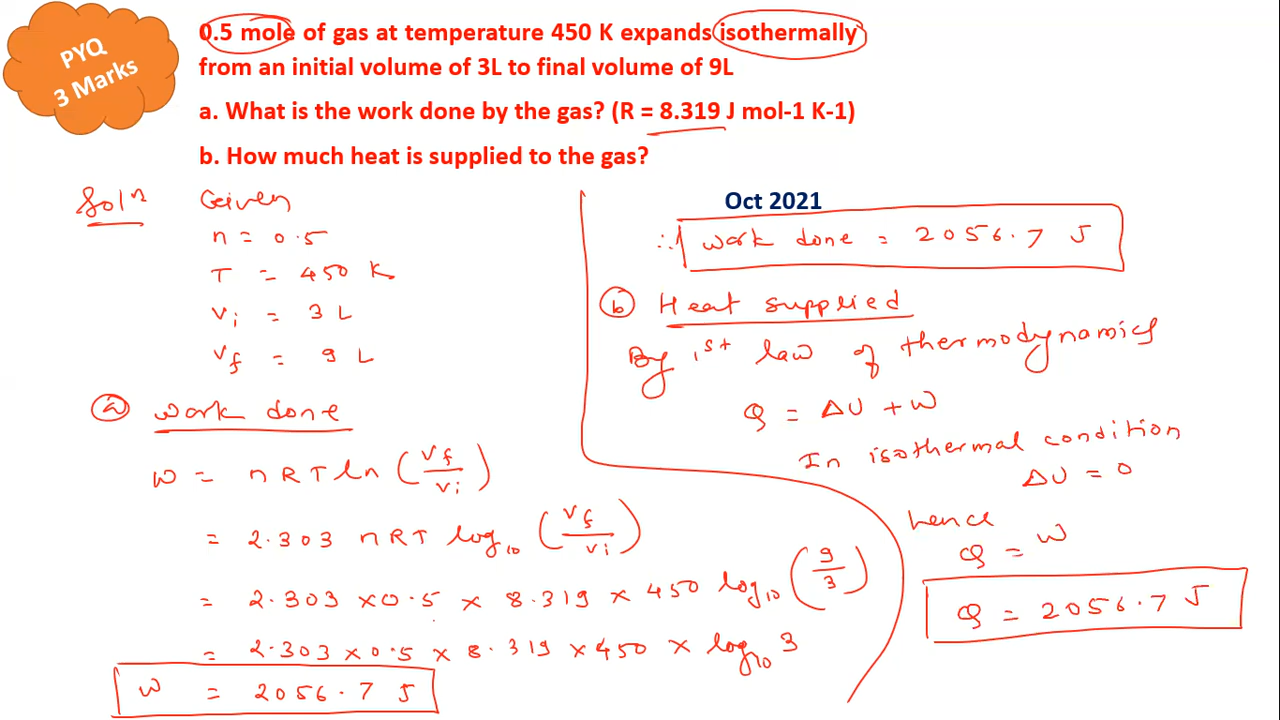 PYQ
3 Marks
0.5 mole of gas at temperature 450 K expands isothermally
from an initial volume of 3L to final volume of 9L
a. What is the work done by the gas? (R = 8.319 J mol-1 K-1)
b. How much heat is supplied to the gas?
Soln Given
n = 0.5
T = 450 K
Vi = 3 L
Vf = 9 L
(a) work done
W = nRT ln (Vf/Vi)
= 2.303 nRT log10 (Vf/Vi)
= 2.303 × 0.5 × 8.319 × 450 log10 (9/3)
= 2.303 × 0.5 × 8.319 × 450 × log10 3
W = 2056.7 J
Oct 2021
∴ work done = 2056.7 J
(b) Heat supplied
By 1st law of thermodynamics
Q = ΔU + W
In isothermal condition
ΔU = 0
hence
Q = W
Q = 2056.7 J